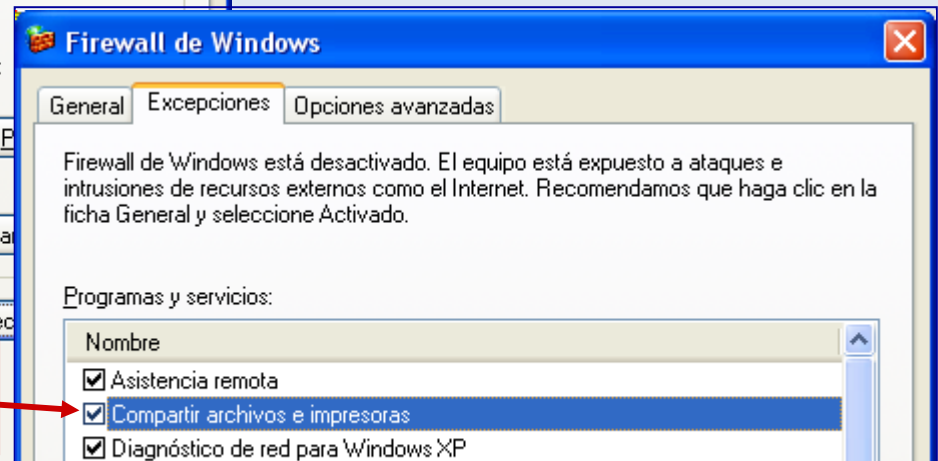 Firewall de Windows
General Excepciones Opciones avanzadas
Firewall de Windows está desactivado. El equipo está expuesto a ataques e
intrusiones de recursos externos como el Internet. Recomendamos que haga clic en la
ficha General y seleccione Activado.
Programas y servicios:
Nombre
Asistencia remota
Compartir archivos e impresoras
Diagnóstico de red para Windows XP